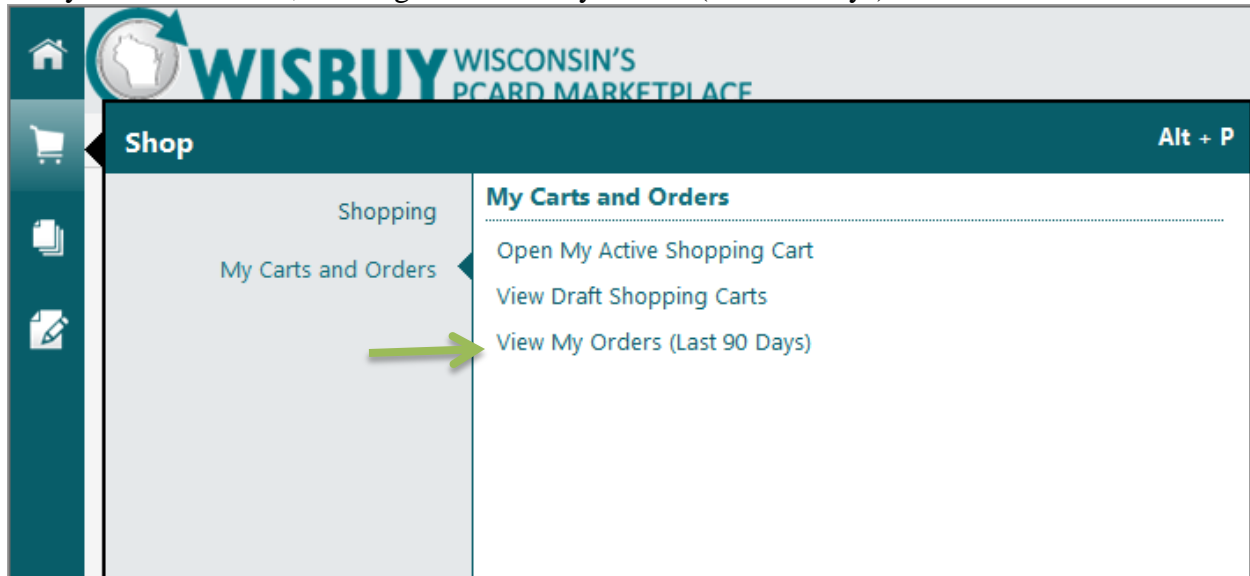 WISBUY WISCONSIN'S
PCARD MARKETPLACE
Shop Alt + P
Shopping
My Carts and Orders
My Carts and Orders
Open My Active Shopping Cart
View Draft Shopping Carts
View My Orders (Last 90 Days)